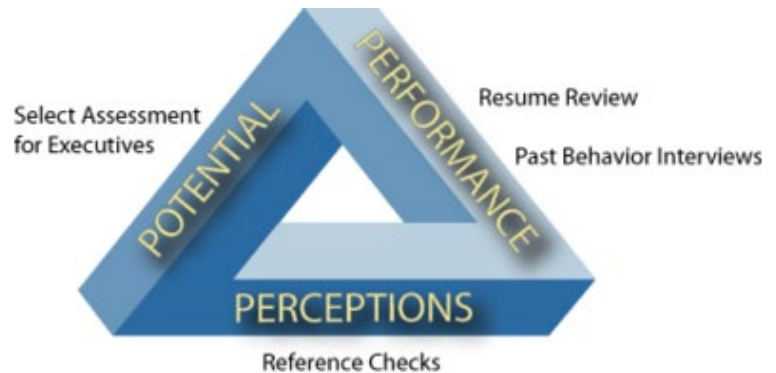 PERFORMANCE
Resume Review
Select Assessment
for Executives
POTENTIAL
Past Behavior Interviews
PERCEPTIONS
Reference Checks